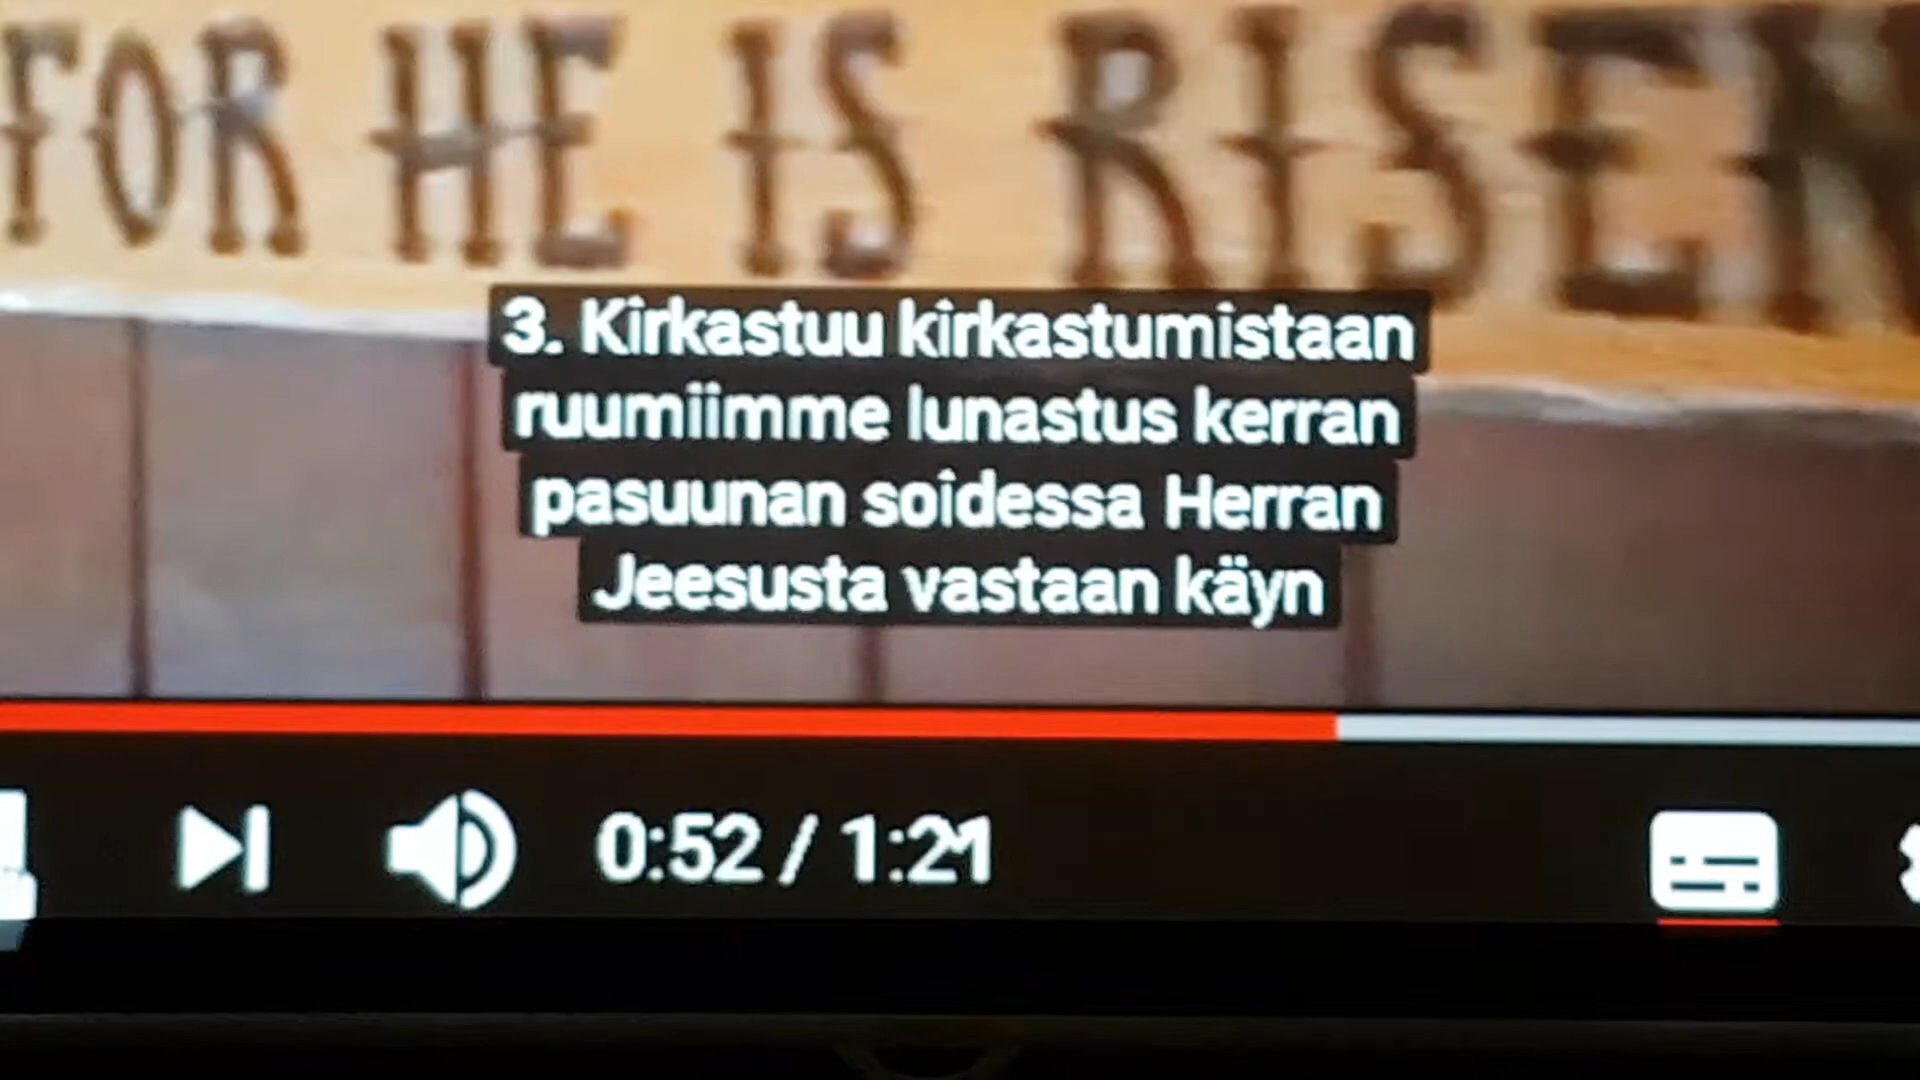 FOR HE IS RISEN
3. Kirkastuu kirkastumistaan
ruumiimme lunastus kerran
pasuunan soidessa Herran
Jeesusta vastaan käyn
0:52 / 1:21